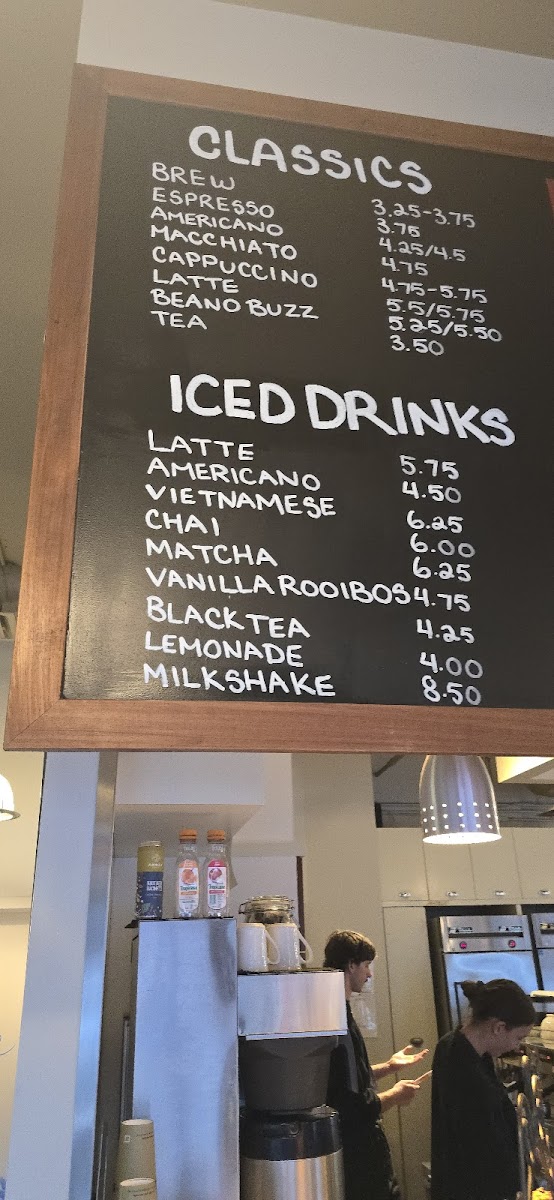 CLASSICS
BREW 3.25-3.75
ESPRESSO 3.75
AMERICANO 4.25/4.5
MACCHIATO 4.75
CAPPUCCINO 4.75-5.75
LATTE 5.5/5.75
BEANO BUZZ 5.25/5.50
TEA 3.50
ICED DRINKS
LATTE 5.75
AMERICANO 4.50
VIETNAMESE 6.25
CHAI 6.00
MATCHA 6.25
VANILLA ROOIBOS 4.75
BLACK TEA 4.25
LEMONADE 4.00
MILKSHAKE 8.50